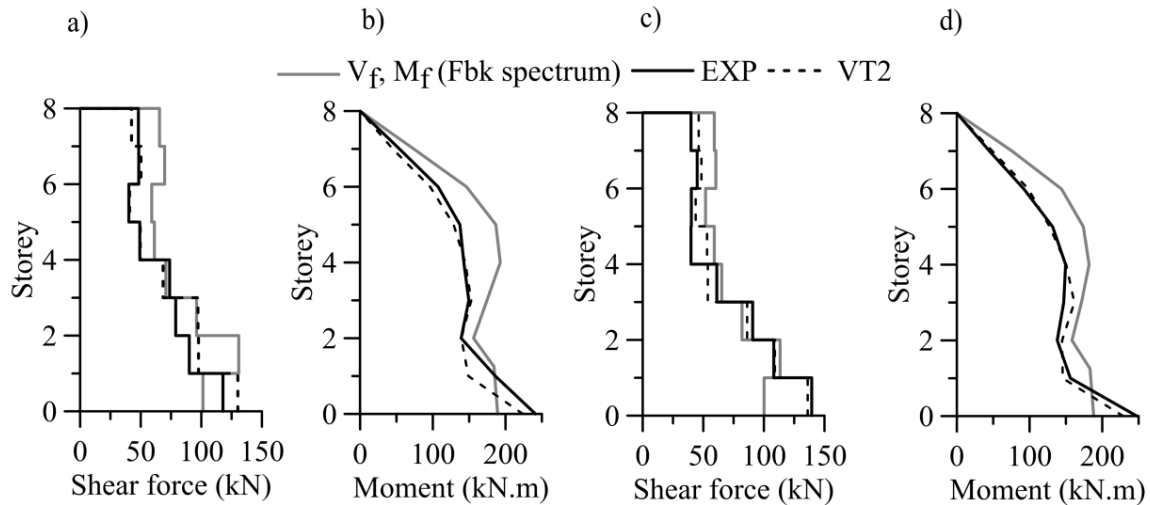 a) b) c) d)
Vf, Mf (Fbk spectrum) EXP VT2
8 8 8 8
6 6 6 6
4 4 4 4
2 2 2 2
0 0 0 0
Storey Storey Storey Storey
0 50 100 150 0 100 200 0 50 100 150 0 100 200
Shear force (kN) Moment (kN.m) Shear force (kN) Moment (kN.m)